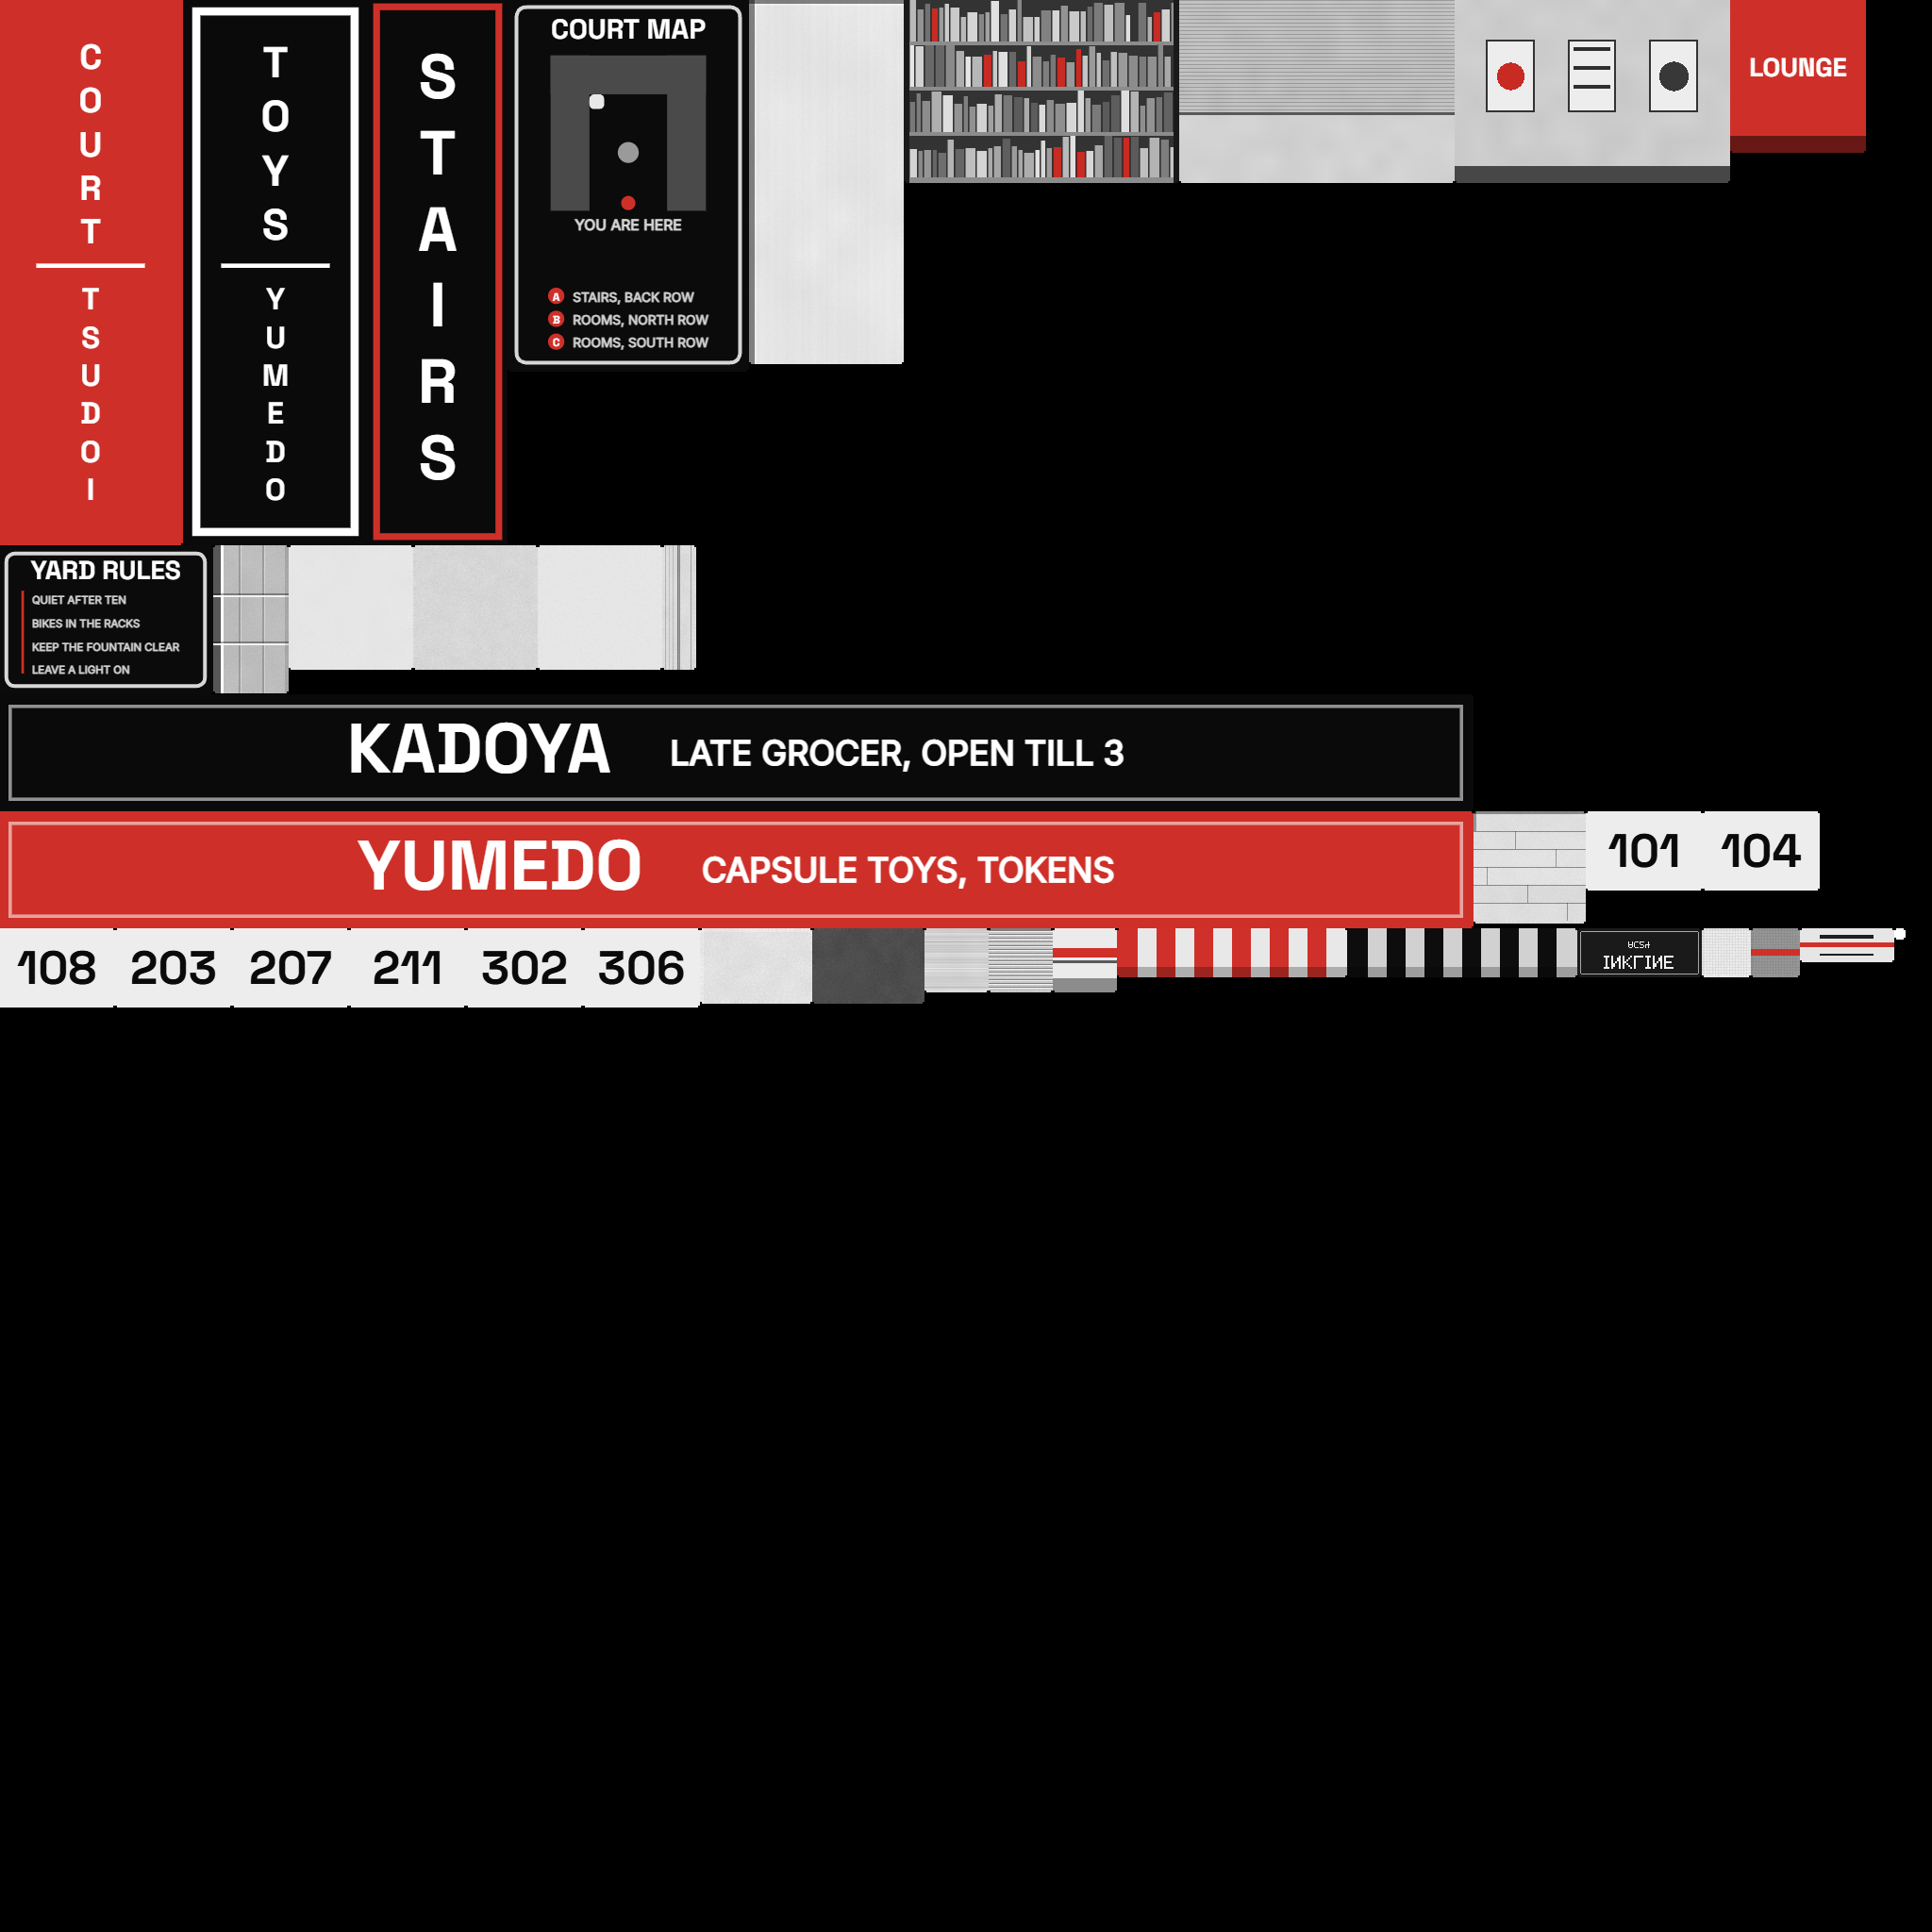 COURT
TSUDOI
TOYS
YUMEDO
STAIRS
COURT MAP
YOU ARE HERE
A STAIRS, BACK ROW
B ROOMS, NORTH ROW
C ROOMS, SOUTH ROW
LOUNGE
YARD RULES
QUIET AFTER TEN
BIKES IN THE RACKS
KEEP THE FOUNTAIN CLEAR
LEAVE A LIGHT ON
KADOYA LATE GROCER, OPEN TILL 3
YUMEDO CAPSULE TOYS, TOKENS
101 104
108 203 207 211 302 306
INKLINE